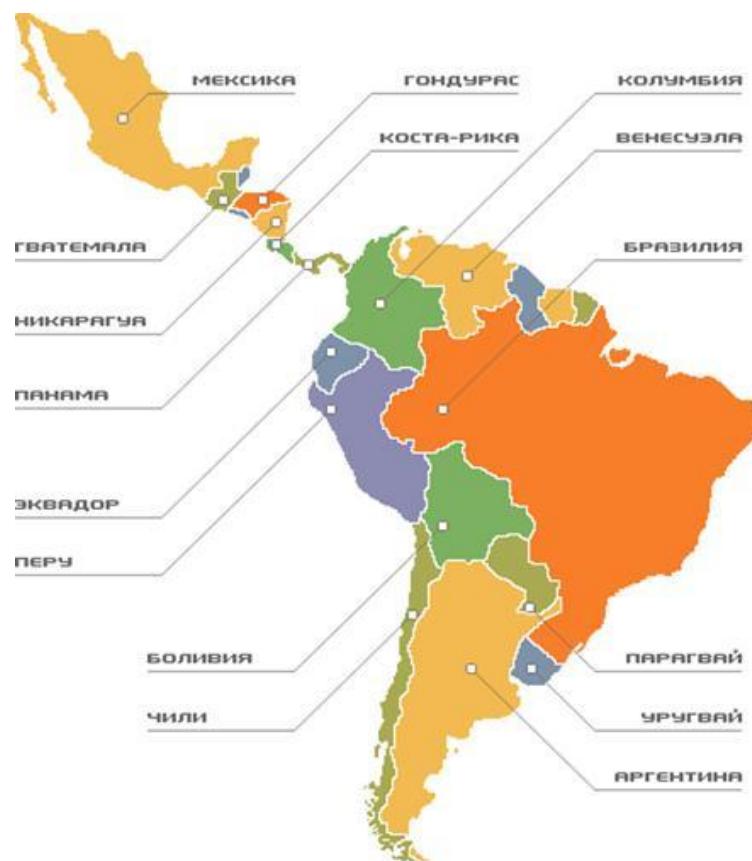 МЕКСИКА
ГОНДУРАС
КОЛУМБИЯ
КОСТА-РИКА
ВЕНЕСУЭЛА
ГВАТЕМАЛА
БРАЗИЛИЯ
НИКАРАГУА
ПАНАМА
ЭКВАДОР
ПЕРУ
БОЛИВИЯ
ПАРАГВАЙ
ЧИЛИ
УРУГВАЙ
АРГЕНТИНА